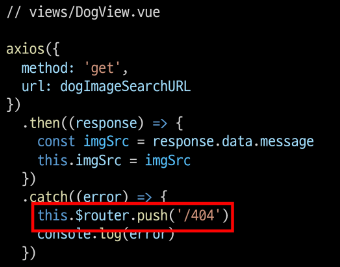 // views/DogView.vue
axios({
  method: 'get',
  url: dogImageSearchURL
})
  .then((response) => {
    const imgSrc = response.data.message
    this.imgSrc = imgSrc
  })
  .catch((error) => {
    this.$router.push('/404')
    console.log(error)
  })